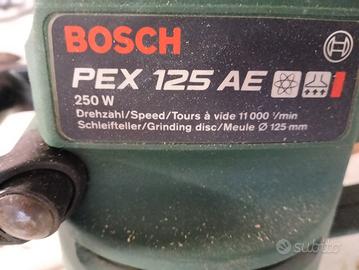 BOSCH
PEX 125 AE
250 W
Drehzahl/Speed/Tours à vide 11 000 1/min
Schleifteller/Grinding disc/Meule Ø 125 mm
subito